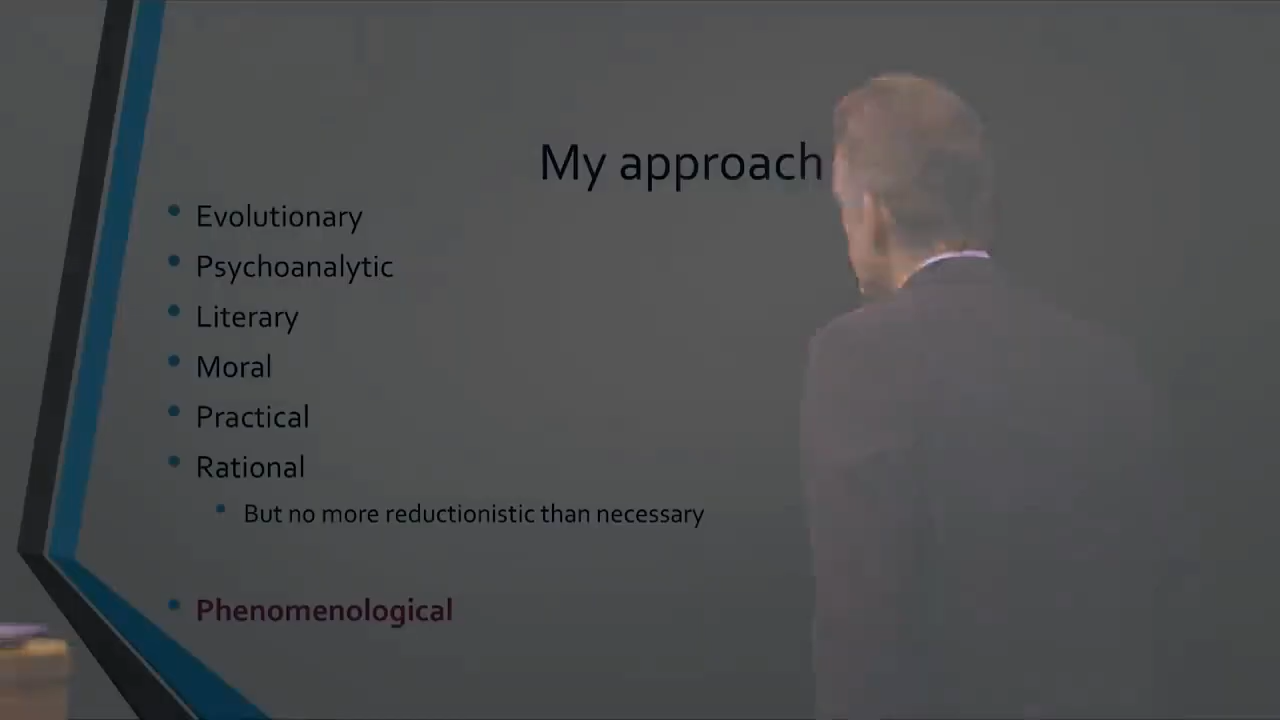 My approach
Evolutionary
Psychoanalytic
Literary
Moral
Practical
Rational
But no more reductionistic than necessary
Phenomenological